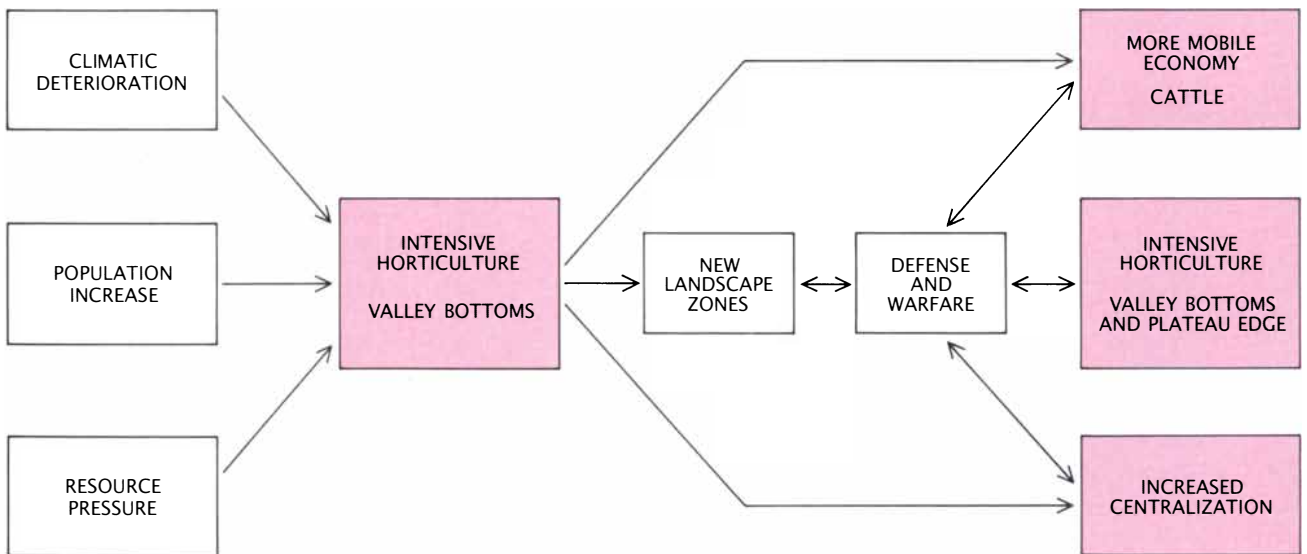 CLIMATIC
DETERIORATION
POPULATION
INCREASE
RESOURCE
PRESSURE
INTENSIVE
HORTICULTURE
VALLEY BOTTOMS
NEW
LANDSCAPE
ZONES
DEFENSE
AND
WARFARE
MORE MOBILE
ECONOMY
CATTLE
INTENSIVE
HORTICULTURE
VALLEY BOTTOMS
AND PLATEAU EDGE
INCREASED
CENTRALIZATION